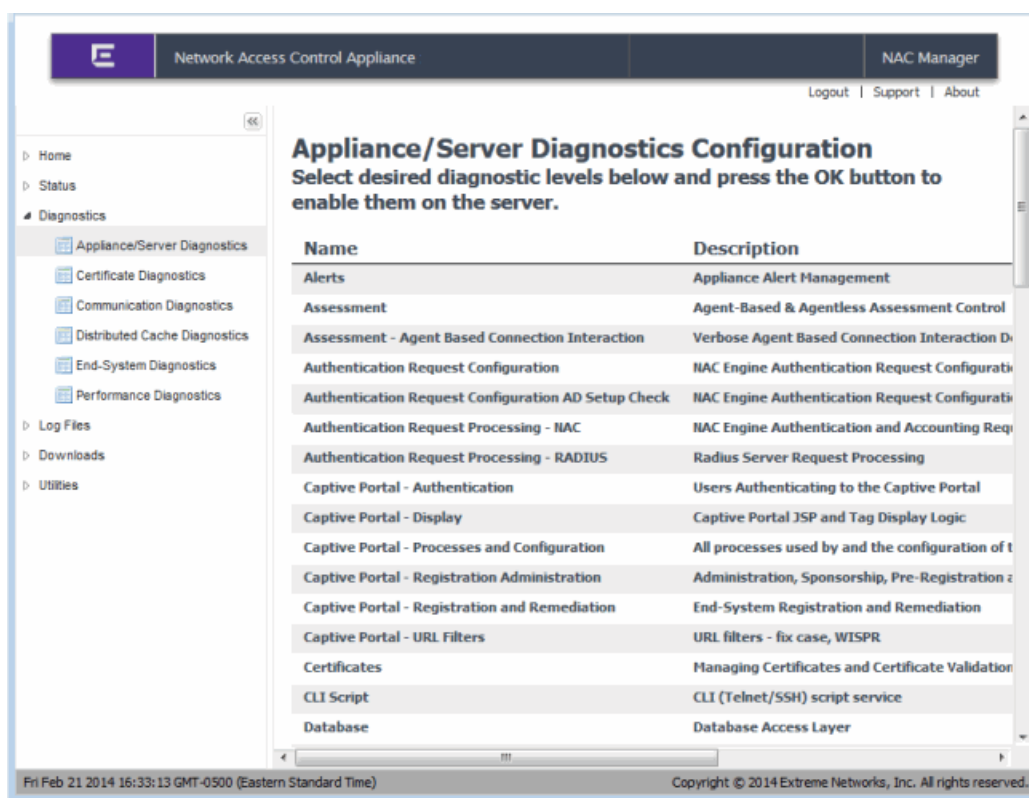 Network Access Control Appliance
NAC Manager
Logout | Support | About
Home
Status
Diagnostics
Appliance/Server Diagnostics
Certificate Diagnostics
Communication Diagnostics
Distributed Cache Diagnostics
End-System Diagnostics
Performance Diagnostics
Log Files
Downloads
Utilities
Appliance/Server Diagnostics Configuration
Select desired diagnostic levels below and press the OK button to
enable them on the server.
Name Description
Alerts Appliance Alert Management
Assessment Agent-Based & Agentless Assessment Control
Assessment - Agent Based Connection Interaction Verbose Agent Based Connection Interaction
Authentication Request Configuration NAC Engine Authentication Request
Authentication Request Configuration AD Setup Check NAC Engine Authentication Request
Authentication Request Processing - NAC NAC Engine Authentication and Accounting
Authentication Request Processing - RADIUS Radius Server Request Processing
Captive Portal - Authentication Users Authenticating to the Captive Portal
Captive Portal - Display Captive Portal JSP and Tag Display Logic
Captive Portal - Processes and Configuration All processes used by and the configuration of
Captive Portal - Registration Administration Administration, Sponsorship, Pre-Registration
Captive Portal - Registration and Remediation End-System Registration and Remediation
Captive Portal - URL Filters URL filters - fix case, WISPR
Certificates Managing Certificates and Certificate Validation
CLI Script CLI (Telnet/SSH) script service
Database Database Access Layer
Fri Feb 21 2014 16:33:13 GMT-0500 (Eastern Standard Time) Copyright © 2014 Extreme Networks, Inc. All rights reserved.